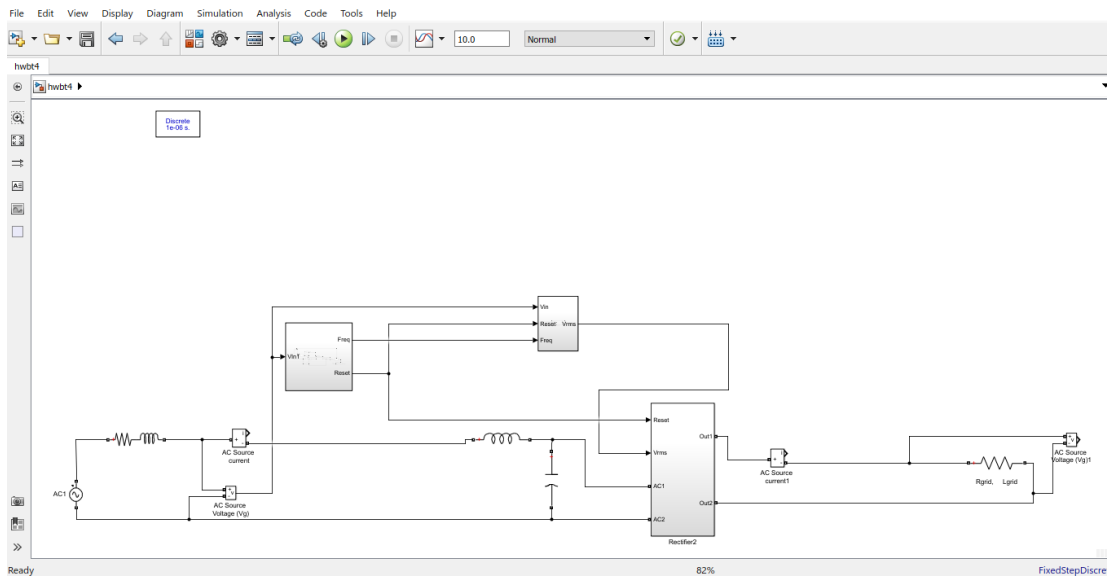 File Edit View Display Diagram Simulation Analysis Code Tools Help
10.0
Normal
hwbt4
hwbt4
Discrete
1e-06 s.
Vin
Reset
Vrms
Freq
Freq
Vin1
Reset
Reset
Out1
Vrms
AC1
Out2
AC2
Rectifier2
i
AC Source
current
AC1
v
AC Source
Voltage (Vg)
i
AC Source
current1
v
AC Source
Voltage (Vg)1
Rgrid, Lgrid
Ready
82%
FixedStepDiscre